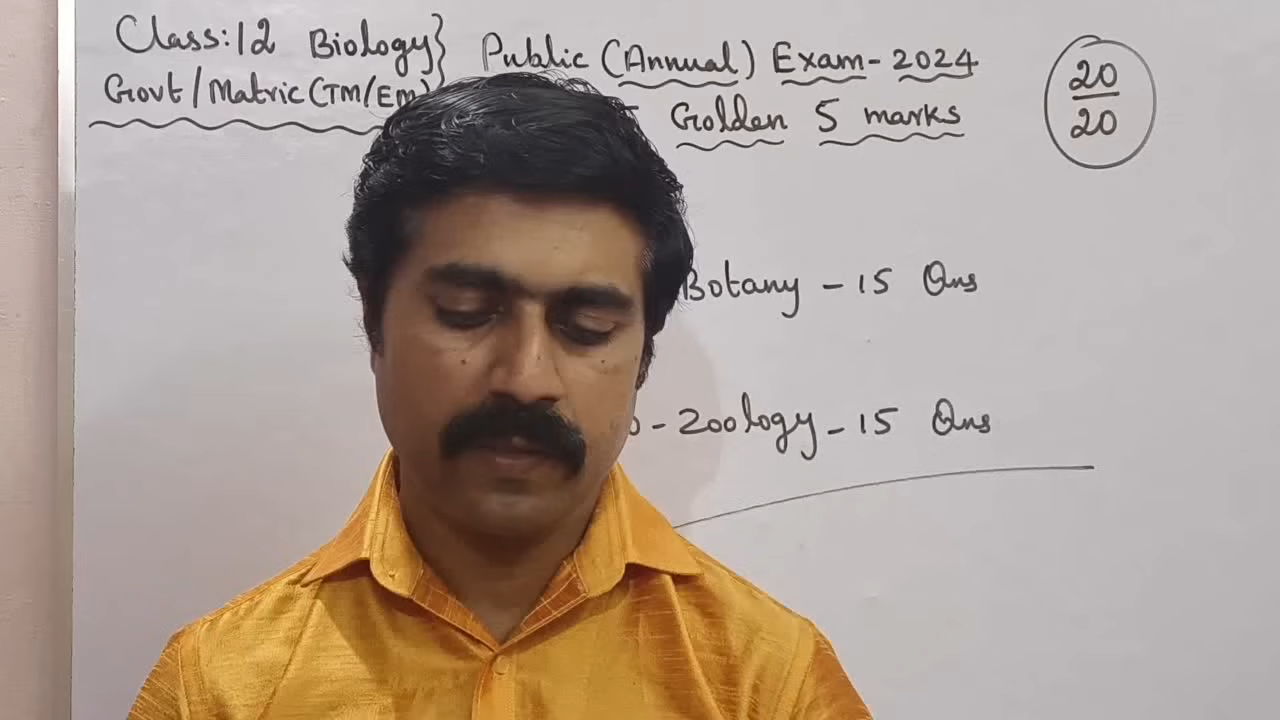 Class:12 Biology} Public (Annual) Exam-2024
Govt/Matric(TM/EM) Golden 5 marks
20
20
Botany - 15 Qns
- Zoology - 15 Qns